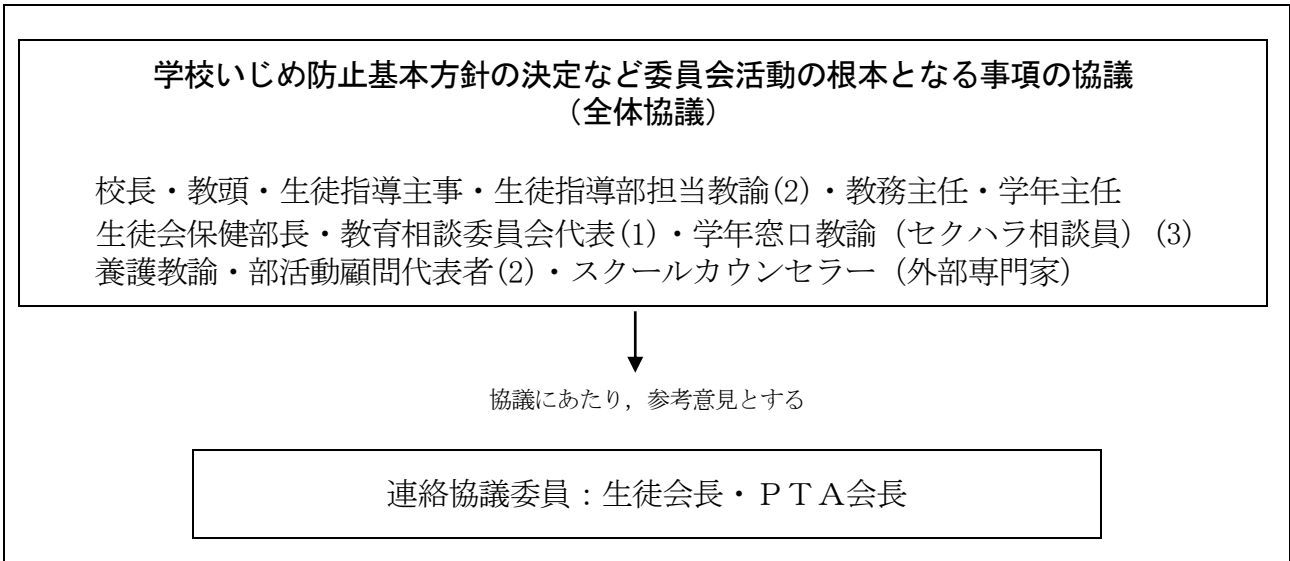 学校いじめ防止基本方針の決定など委員会活動の根本となる事項の協議
（全体協議）
校長・教頭・生徒指導主事・生徒指導部担当教諭(2)・教務主任・学年主任
生徒会保健部長・教育相談委員会代表(1)・学年窓口教諭（セクハラ相談員）(3)
養護教諭・部活動顧問代表者(2)・スクールカウンセラー（外部専門家）
協議にあたり，参考意見とする
連絡協議委員：生徒会長・ＰＴＡ会長